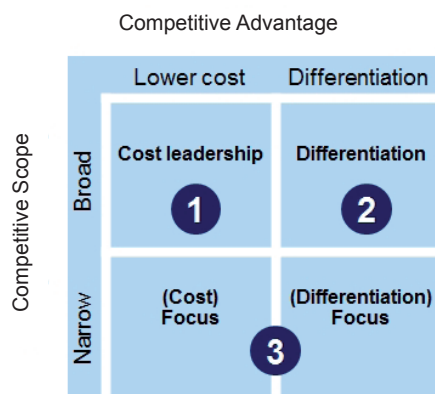 Competitive Advantage
Lower cost
Differentiation
Competitive Scope
Broad
Cost leadership
1
Differentiation
2
Narrow
(Cost)
Focus
(Differentiation)
Focus
3